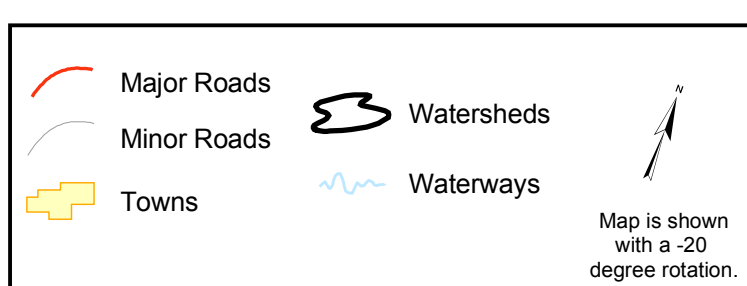 Major Roads
Minor Roads
Towns
Watersheds
Waterways
N
Map is shown
with a -20
degree rotation.